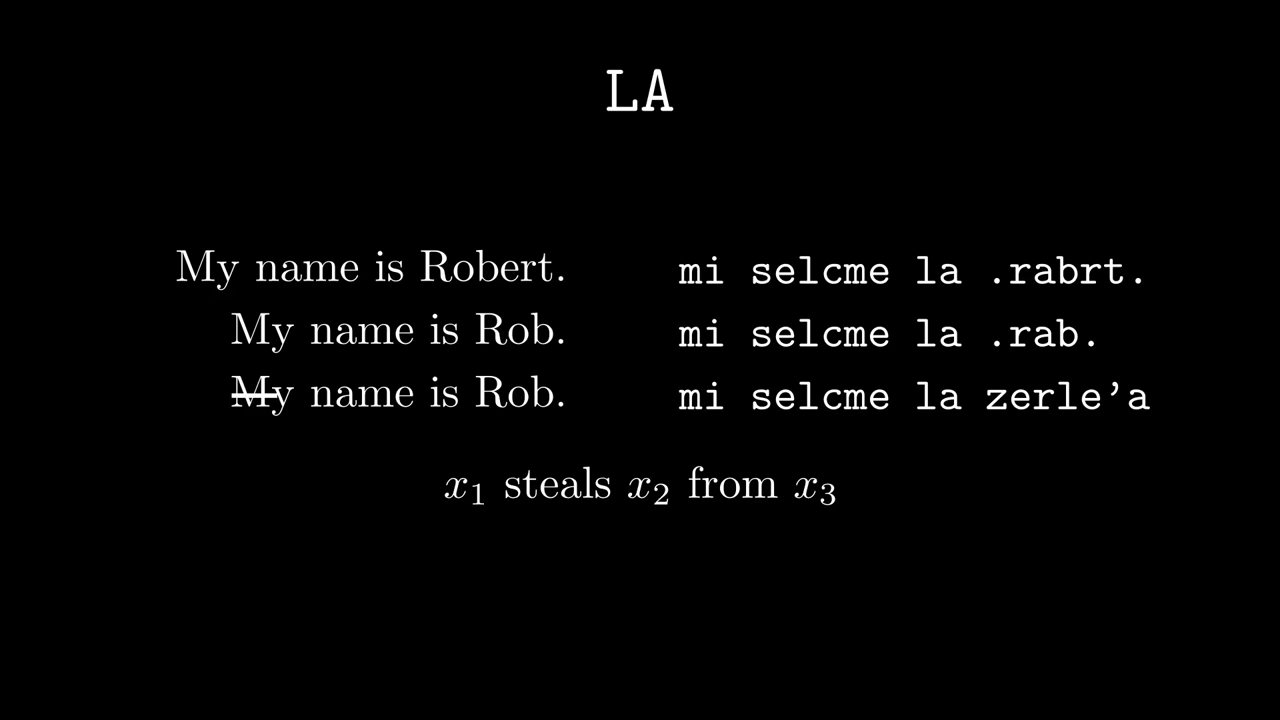 LA
My name is Robert. mi selcme la .rabrt.
My name is Rob. mi selcme la .rab.
My name is Rob. mi selcme la zerle'a
x₁ steals x₂ from x₃